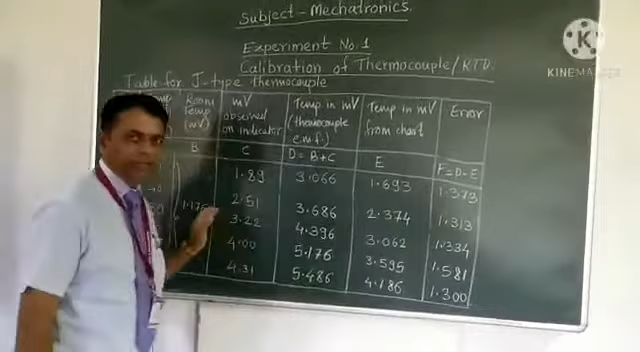 Subject - Mechatronics.
Experiment No. 1
Calibration of Thermocouple/RTD.
Table for J-type thermocouple
Room Temp (mV)
mV observed on indicator
Temp in mV (thermocouple e.m.f.)
Temp in mV from chart
Error
B
C
D = B+C
E
F = D-E
1.89 3.066 1.693 1.373
2.51 3.686 2.374 1.313
3.22 4.396 3.062 1.334
4.00 5.176 3.595 1.581
4.31 5.486 4.186 1.300
KINEMASTER